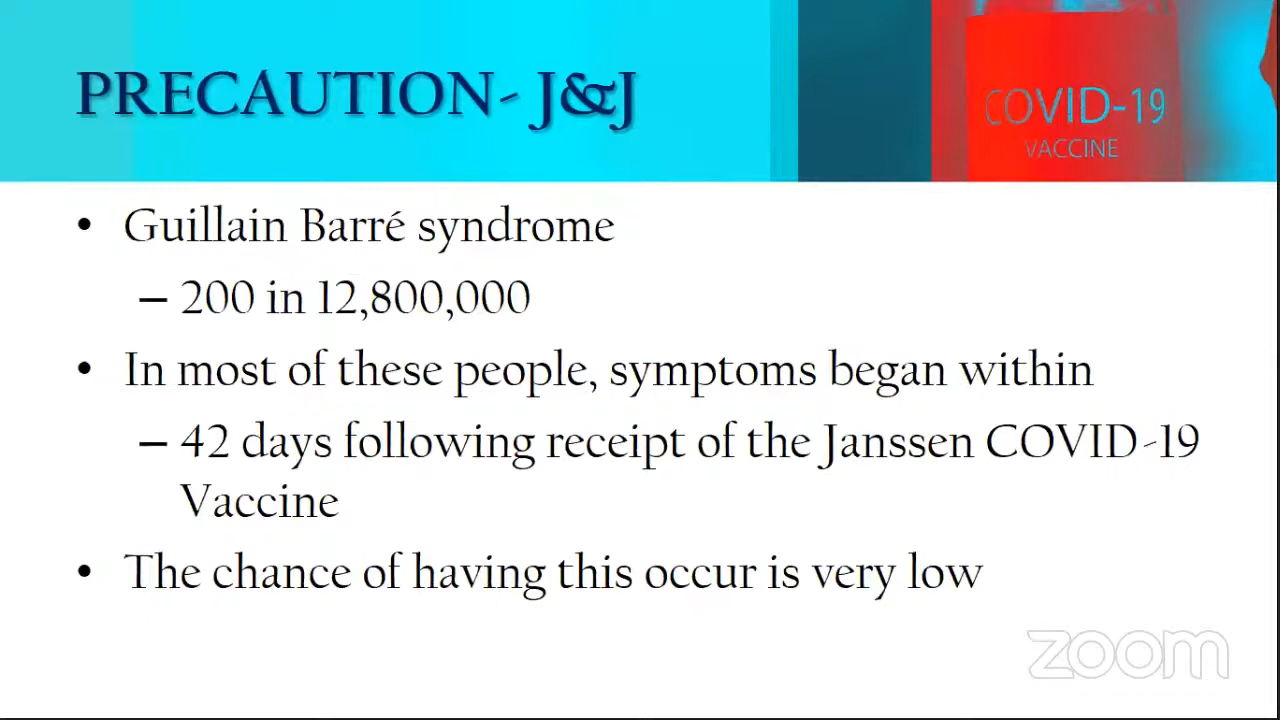 PRECAUTION- J&J
COVID-19
VACCINE
• Guillain Barré syndrome
– 200 in 12,800,000
• In most of these people, symptoms began within
– 42 days following receipt of the Janssen COVID-19
Vaccine
• The chance of having this occur is very low
zoom